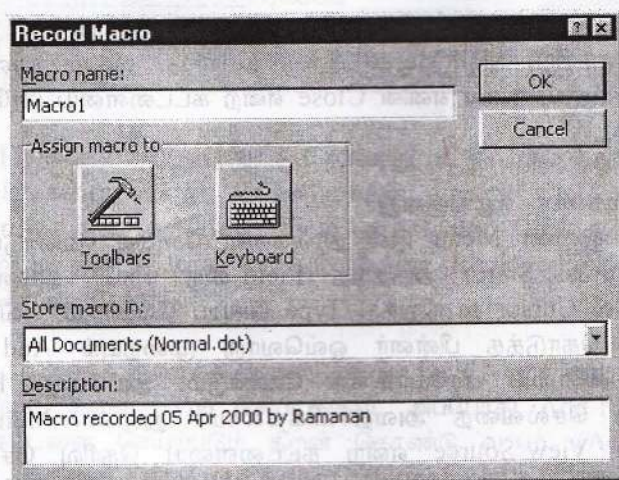 Record Macro
Macro name:
OK
Macro1
Cancel
Assign macro to
Toolbars
Keyboard
Store macro in:
All Documents (Normal.dot)
Description:
Macro recorded 05 Apr 2000 by Ramanan